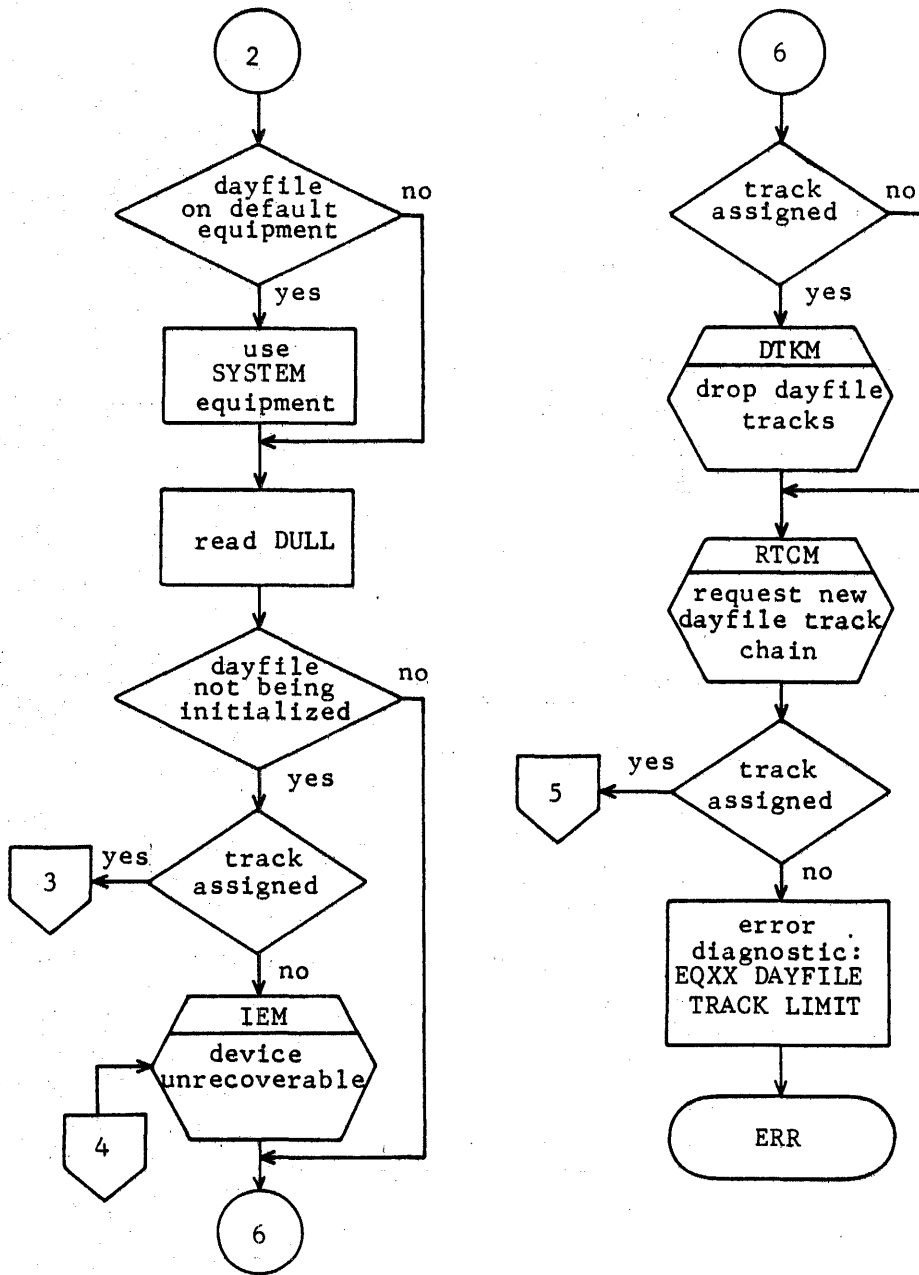 2
dayfile
on default
equipment
no
yes
use
SYSTEM
equipment
read DULL
dayfile
not being
initialized
no
yes
track
assigned
yes
3
no
IEM
device
unrecoverable
4
6
6
track
assigned
no
yes
DTKM
drop dayfile
tracks
RTCM
request new
dayfile track
chain
track
assigned
yes
5
no
error
diagnostic:
EQXX DAYFILE
TRACK LIMIT
ERR